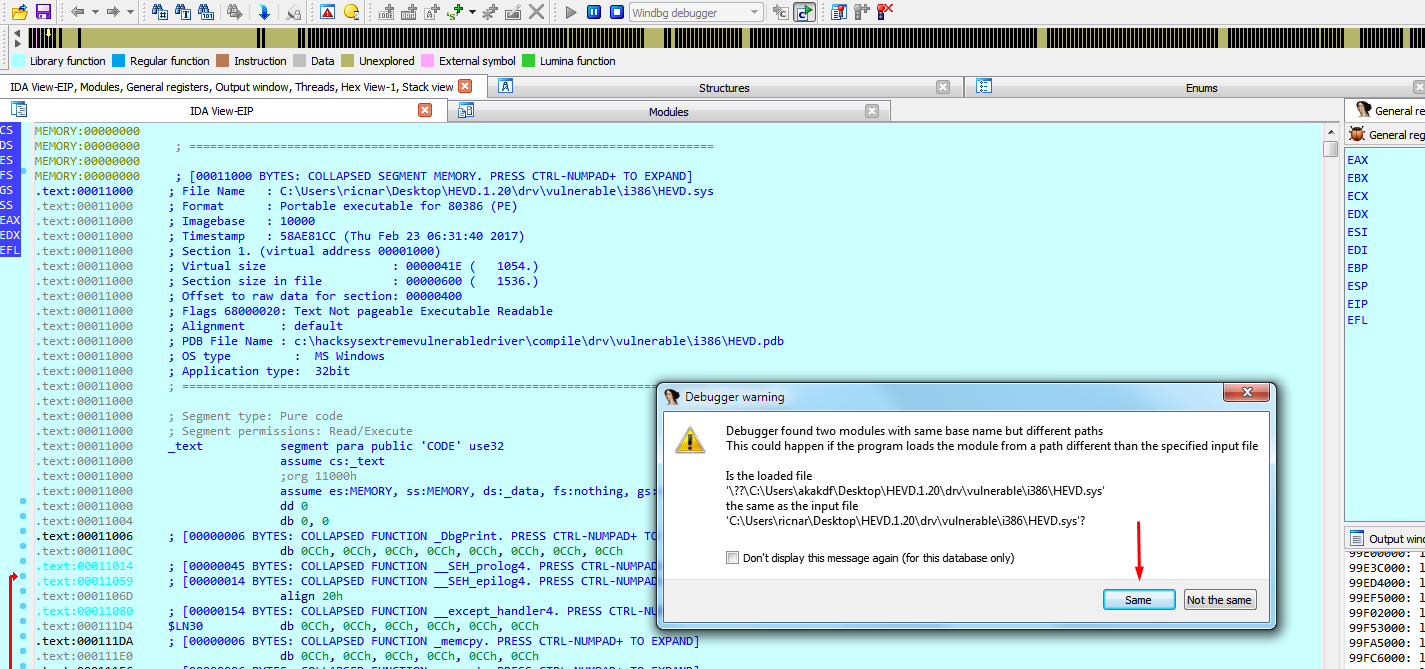 Windbg debugger
Library function
Regular function
Instruction
Data
Unexplored
External symbol
Lumina function
IDA View-EIP, Modules, General registers, Output window, Threads, Hex View-1, Stack view
Structures
Enums
IDA View-EIP
Modules
General re
General reg
CS
DS
ES
FS
GS
SS
EAX
EDX
EFL
MEMORY:00000000
MEMORY:00000000 ; ===========================================================================
MEMORY:00000000
MEMORY:00000000 ; [00011000 BYTES: COLLAPSED SEGMENT MEMORY. PRESS CTRL-NUMPAD+ TO EXPAND]
.text:00011000 ; File Name : C:\Users\ricnar\Desktop\HEVD.1.20\drv\vulnerable\i386\HEVD.sys
.text:00011000 ; Format : Portable executable for 80386 (PE)
.text:00011000 ; Imagebase : 10000
.text:00011000 ; Timestamp : 58AE81CC (Thu Feb 23 06:31:40 2017)
.text:00011000 ; Section 1. (virtual address 00001000)
.text:00011000 ; Virtual size : 0000041E ( 1054.)
.text:00011000 ; Section size in file : 00000600 ( 1536.)
.text:00011000 ; Offset to raw data for section: 00000400
.text:00011000 ; Flags 68000020: Text Not pageable Executable Readable
.text:00011000 ; Alignment : default
.text:00011000 ; PDB File Name : c:\hacksysextremevulnerabledriver\compile\drv\vulnerable\i386\HEVD.pdb
.text:00011000 ; OS type : MS Windows
.text:00011000 ; Application type: 32bit
.text:00011000 ; ==================================================================
.text:00011000
.text:00011000 ; Segment type: Pure code
.text:00011000 ; Segment permissions: Read/Execute
.text:00011000 _text segment para public 'CODE' use32
.text:00011000 assume cs:_text
.text:00011000 ;org 11000h
.text:00011000 assume es:MEMORY, ss:MEMORY, ds:_data, fs:nothing, gs:
.text:00011000 dd 0
.text:00011004 db 0, 0
.text:00011006 ; [00000006 BYTES: COLLAPSED FUNCTION _DbgPrint. PRESS CTRL-NUMPAD+ TO
.text:0001100C db 0CCh, 0CCh, 0CCh, 0CCh, 0CCh, 0CCh, 0CCh, 0CCh
.text:00011014 ; [00000045 BYTES: COLLAPSED FUNCTION __SEH_prolog4. PRESS CTRL-NUMPAD
.text:00011059 ; [00000014 BYTES: COLLAPSED FUNCTION __SEH_epilog4. PRESS CTRL-NUMPAD
.text:0001106D align 20h
.text:00011080 ; [00000154 BYTES: COLLAPSED FUNCTION __except_handler4. PRESS CTRL-NU
.text:000111D4 $LN30 db 0CCh, 0CCh, 0CCh, 0CCh, 0CCh, 0CCh
.text:000111DA ; [00000006 BYTES: COLLAPSED FUNCTION _memcpy. PRESS CTRL-NUMPAD+ TO EXPAND]
.text:000111E0 db 0CCh, 0CCh, 0CCh, 0CCh, 0CCh, 0CCh
EAX
EBX
ECX
EDX
ESI
EDI
EBP
ESP
EIP
EFL
Debugger warning
Debugger found two modules with same base name but different paths
This could happen if the program loads the module from a path different than the specified input file
Is the loaded file
'\??\C:\Users\akakdf\Desktop\HEVD.1.20\drv\vulnerable\i386\HEVD.sys'
the same as the input file
'C:\Users\ricnar\Desktop\HEVD.1.20\drv\vulnerable\i386\HEVD.sys'?
Don't display this message again (for this database only)
Same
Not the same
Output wind
99E3C000: l
99ED4000: l
99EF5000: l
99F02000: l
99F53000: l
99FA5000: l
99FC6000: l